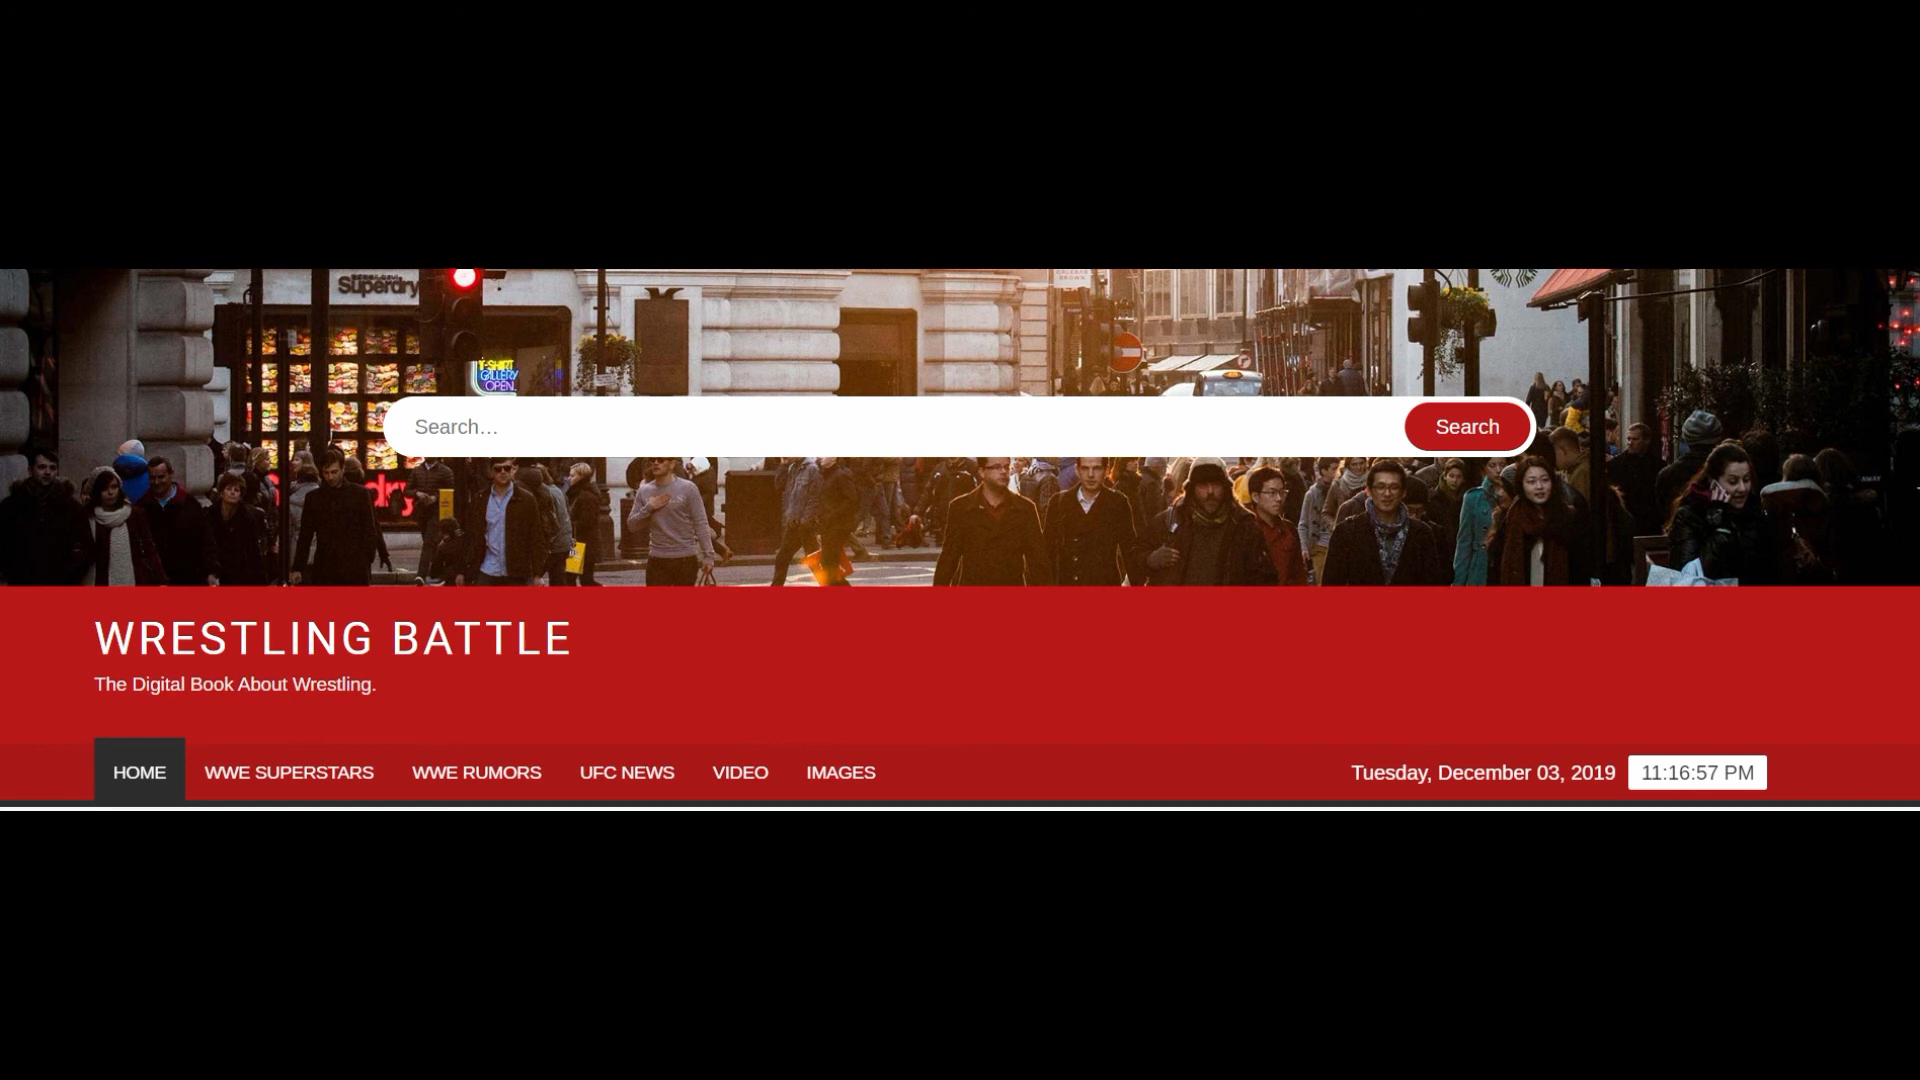 Superdry
T-SHIRT
GALLERY
OPEN
Search…
Search
dry
WRESTLING BATTLE
The Digital Book About Wrestling.
HOME
WWE SUPERSTARS
WWE RUMORS
UFC NEWS
VIDEO
IMAGES
Tuesday, December 03, 2019
11:16:57 PM